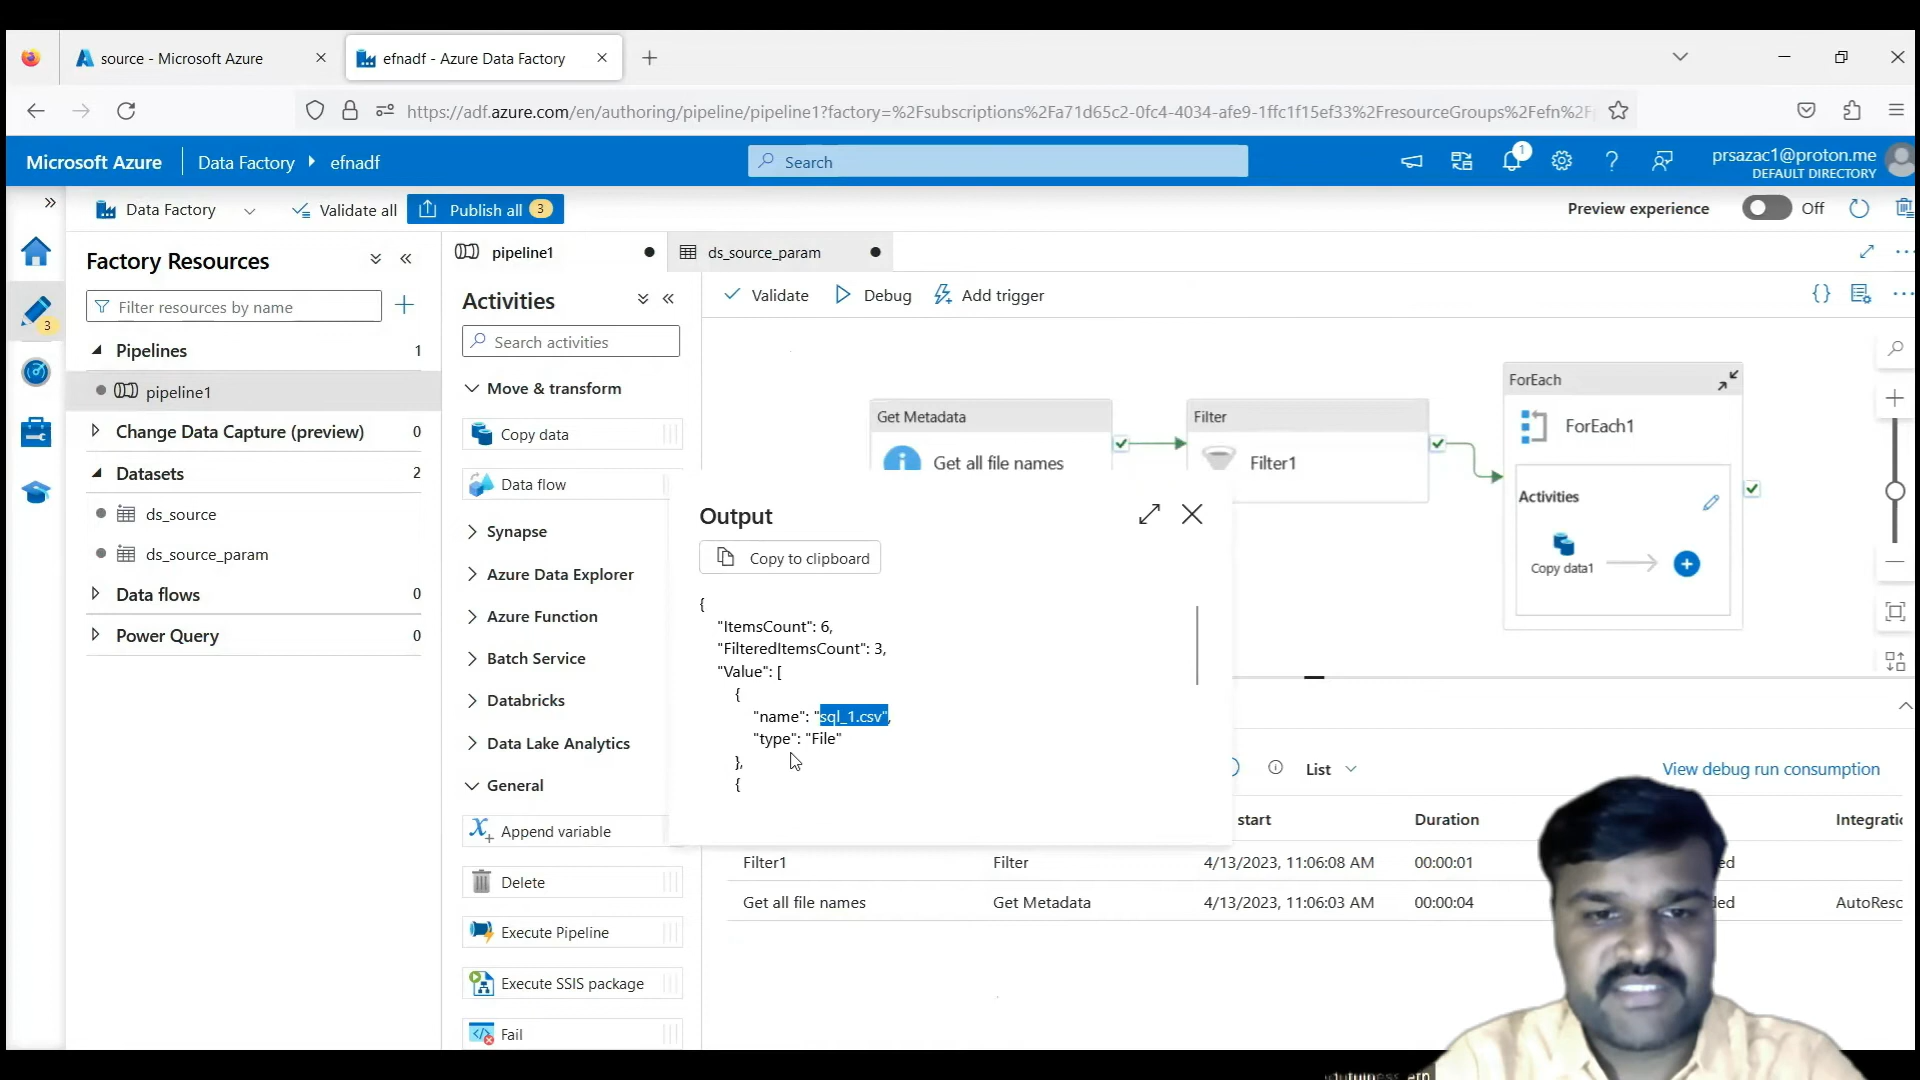 source - Microsoft Azure
efnadf - Azure Data Factory
https://adf.azure.com/en/authoring/pipeline/pipeline1?factory=%2Fsubscriptions%2Fa71d65c2-0fc4-4034-afe9-1ffc1f15ef33%2FresourceGroups%2Fefn%2F
Microsoft Azure
Data Factory
efnadf
Search
1
prsazac1@proton.me
DEFAULT DIRECTORY
Data Factory
Validate all
Publish all 3
Preview experience
Off
Factory Resources
Filter resources by name
3
Pipelines 1
pipeline1
Change Data Capture (preview) 0
Datasets 2
ds_source
ds_source_param
Data flows 0
Power Query 0
pipeline1
ds_source_param
Activities
Search activities
Move & transform
Copy data
Data flow
Synapse
Azure Data Explorer
Azure Function
Batch Service
Databricks
Data Lake Analytics
General
Append variable
Delete
Execute Pipeline
Execute SSIS package
Fail
Validate
Debug
Add trigger
Get Metadata
Get all file names
Filter
Filter1
ForEach
ForEach1
Activities
Copy data1
Output
Copy to clipboard
{
"ItemsCount": 6,
"FilteredItemsCount": 3,
"Value": [
{
"name": "sql_1.csv",
"type": "File"
},
{
List
View debug run consumption
start
Duration
Filter1 Filter 4/13/2023, 11:06:08 AM 00:00:01
Get all file names Get Metadata 4/13/2023, 11:06:03 AM 00:00:04 AutoResc